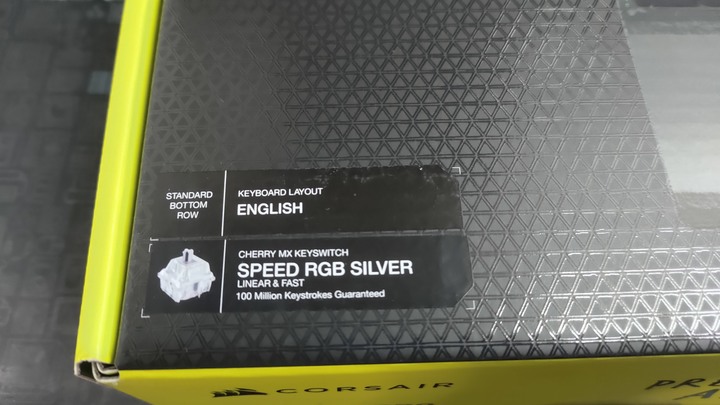 STANDARD
BOTTOM
ROW
KEYBOARD LAYOUT
ENGLISH
CHERRY MX KEYSWITCH
SPEED RGB SILVER
LINEAR & FAST
100 Million Keystrokes Guaranteed
CORSAIR